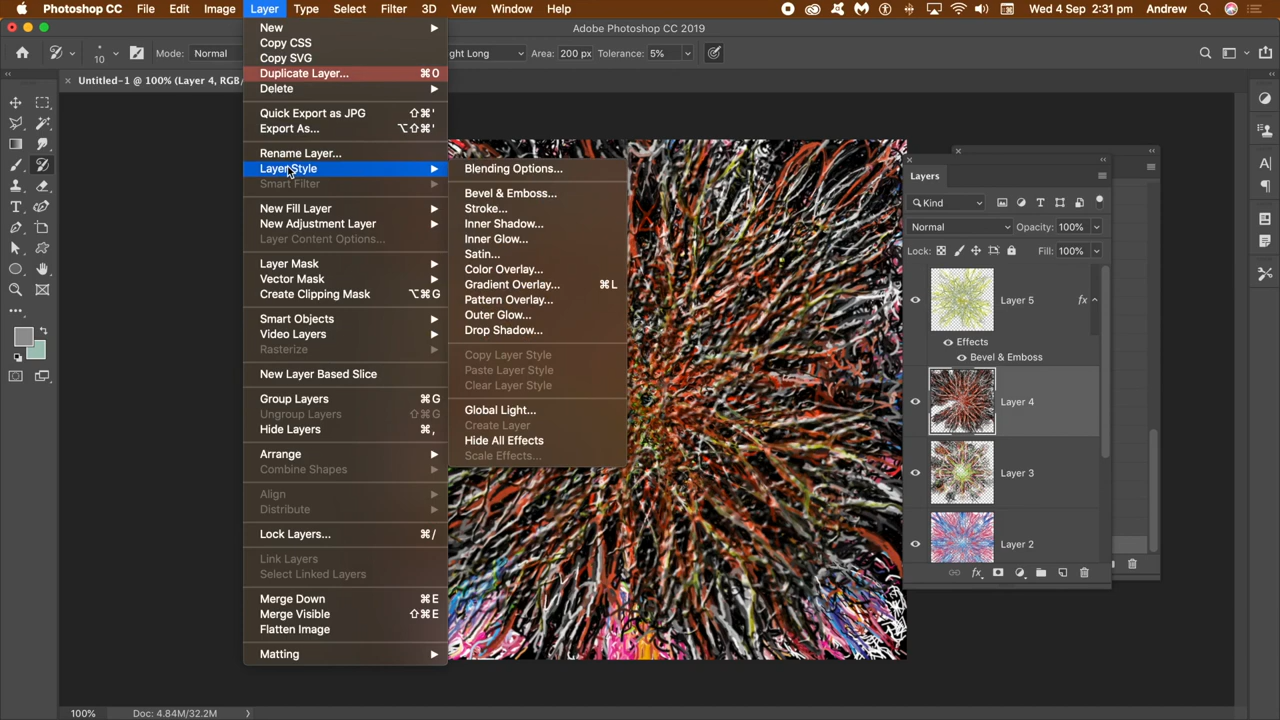 Photoshop CC File Edit Image Layer Type Select Filter 3D View Window Help Wed 4 Sep 2:31 pm Andrew
Adobe Photoshop CC 2019
10 Mode: Normal ght Long Area: 200 px Tolerance: 5%
× Untitled-1 @ 100% (Layer 4, RGB/
New
Copy CSS
Copy SVG
Duplicate Layer... ⌘O
Delete
Quick Export as JPG ⇧⌘'
Export As... ⌥⇧⌘'
Rename Layer...
Layer Style
Smart Filter
New Fill Layer
New Adjustment Layer
Layer Content Options...
Layer Mask
Vector Mask
Create Clipping Mask ⌥⌘G
Smart Objects
Video Layers
Rasterize
New Layer Based Slice
Group Layers ⌘G
Ungroup Layers ⇧⌘G
Hide Layers ⌘,
Arrange
Combine Shapes
Align
Distribute
Lock Layers... ⌘/
Link Layers
Select Linked Layers
Merge Down ⌘E
Merge Visible ⇧⌘E
Flatten Image
Matting
Blending Options...
Bevel & Emboss...
Stroke...
Inner Shadow...
Inner Glow...
Satin...
Color Overlay...
Gradient Overlay... ⌘L
Pattern Overlay...
Outer Glow...
Drop Shadow...
Copy Layer Style
Paste Layer Style
Clear Layer Style
Global Light...
Create Layer
Hide All Effects
Scale Effects...
Layers
Kind
Normal Opacity: 100%
Lock: Fill: 100%
Layer 5 fx
Effects
Bevel & Emboss
Layer 4
Layer 3
Layer 2
fx
100% Doc: 4.84M/32.2M